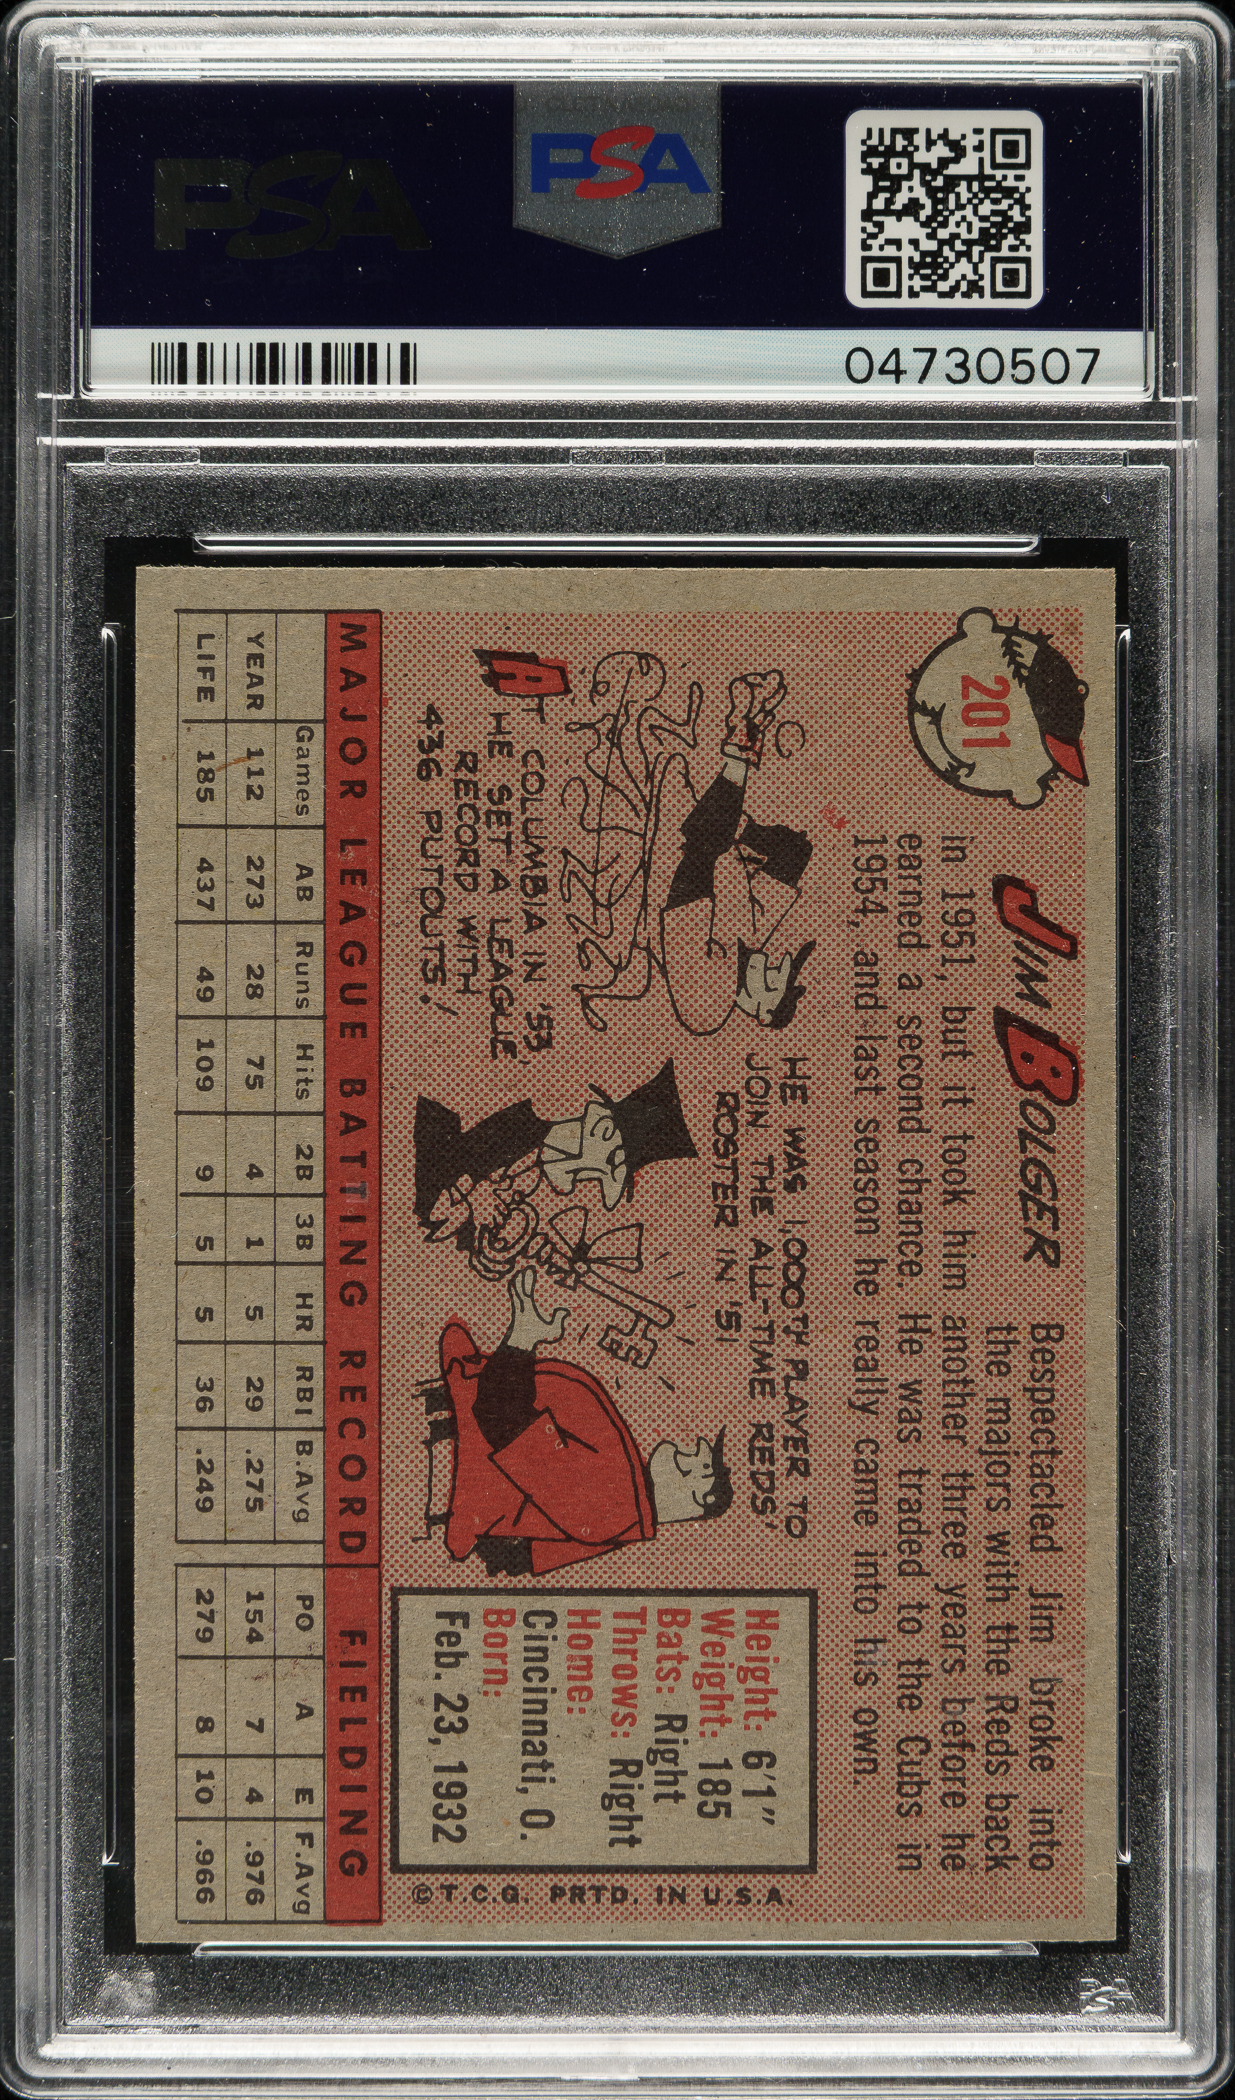 PSA
PSA
04730507
201
JIM BOLGER
Bespectacled Jim broke into
the majors with the Reds back
in 1951, but it took him another three years before he
earned a second chance. He was traded to the Cubs in
1954, and last season he really came into his own.
HE WAS 1000TH PLAYER TO
JOIN THE ALL-TIME REDS'
ROSTER IN '51
AT COLUMBIA IN '53,
HE SET A LEAGUE
RECORD WITH
436 PUTOUTS!
Height: 6'1"
Weight: 185
Bats: Right
Throws: Right
Home:
Cincinnati, O.
Born:
Feb. 23, 1932
©T.C.G. PRTD. IN U.S.A.
MAJOR LEAGUE BATTING RECORD FIELDING
Games AB Runs Hits 2B 3B HR RBI B.Avg PO A E F.Avg
YEAR 112 273 28 75 4 1 5 29 .275 154 7 4 .976
LIFE 185 437 49 109 9 5 5 36 .249 279 8 10 .966
PSA